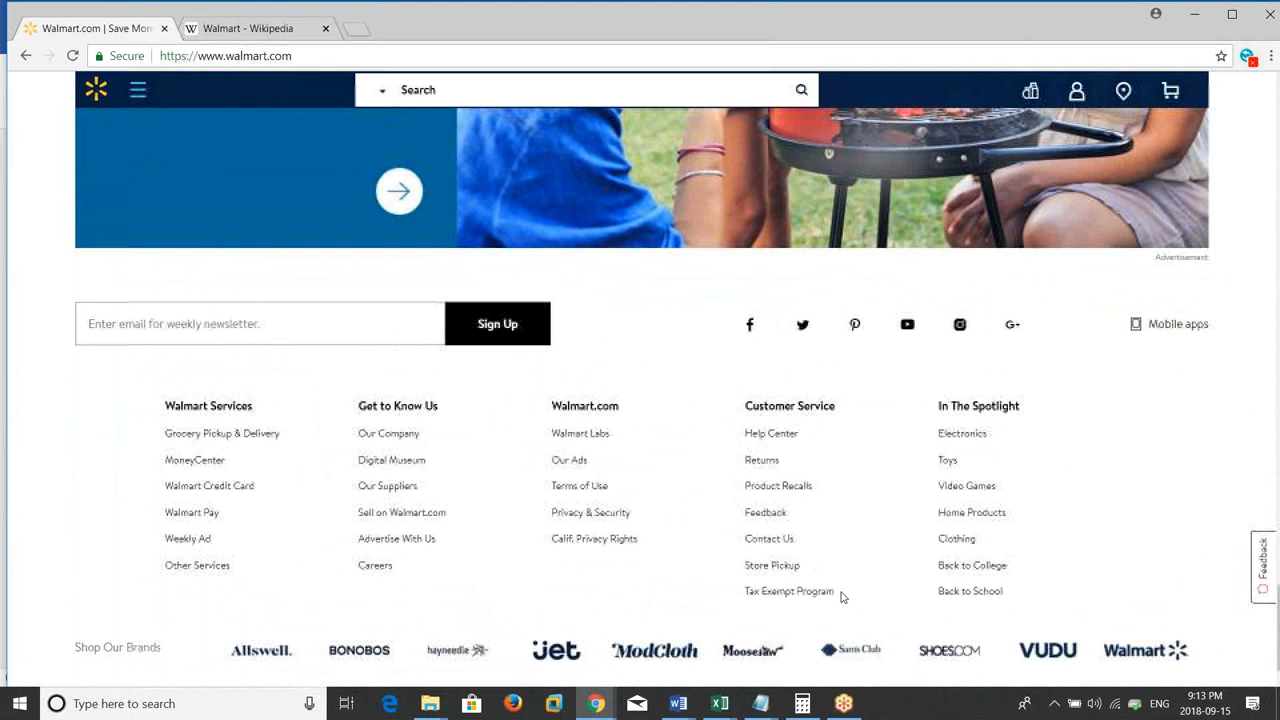 Walmart.com | Save Mon
Walmart - Wikipedia
Secure
https://www.walmart.com
Search
Advertisement
Enter email for weekly newsletter.
Sign Up
Mobile apps
Walmart Services
Get to Know Us
Walmart.com
Customer Service
In The Spotlight
Grocery Pickup & Delivery
Our Company
Walmart Labs
Help Center
Electronics
MoneyCenter
Digital Museum
Our Ads
Returns
Toys
Walmart Credit Card
Our Suppliers
Terms of Use
Product Recalls
Video Games
Walmart Pay
Sell on Walmart.com
Privacy & Security
Feedback
Home Products
Weekly Ad
Advertise With Us
Calif. Privacy Rights
Contact Us
Clothing
Other Services
Careers
Store Pickup
Back to College
Tax Exempt Program
Back to School
Feedback
Shop Our Brands
Allswell.
BONOBOS
hayneedle
jet
ModCloth
Moosejaw
Sam's Club
SHOES.COM
VUDU
Walmart
Type here to search
ENG
9:13 PM
2018-09-15